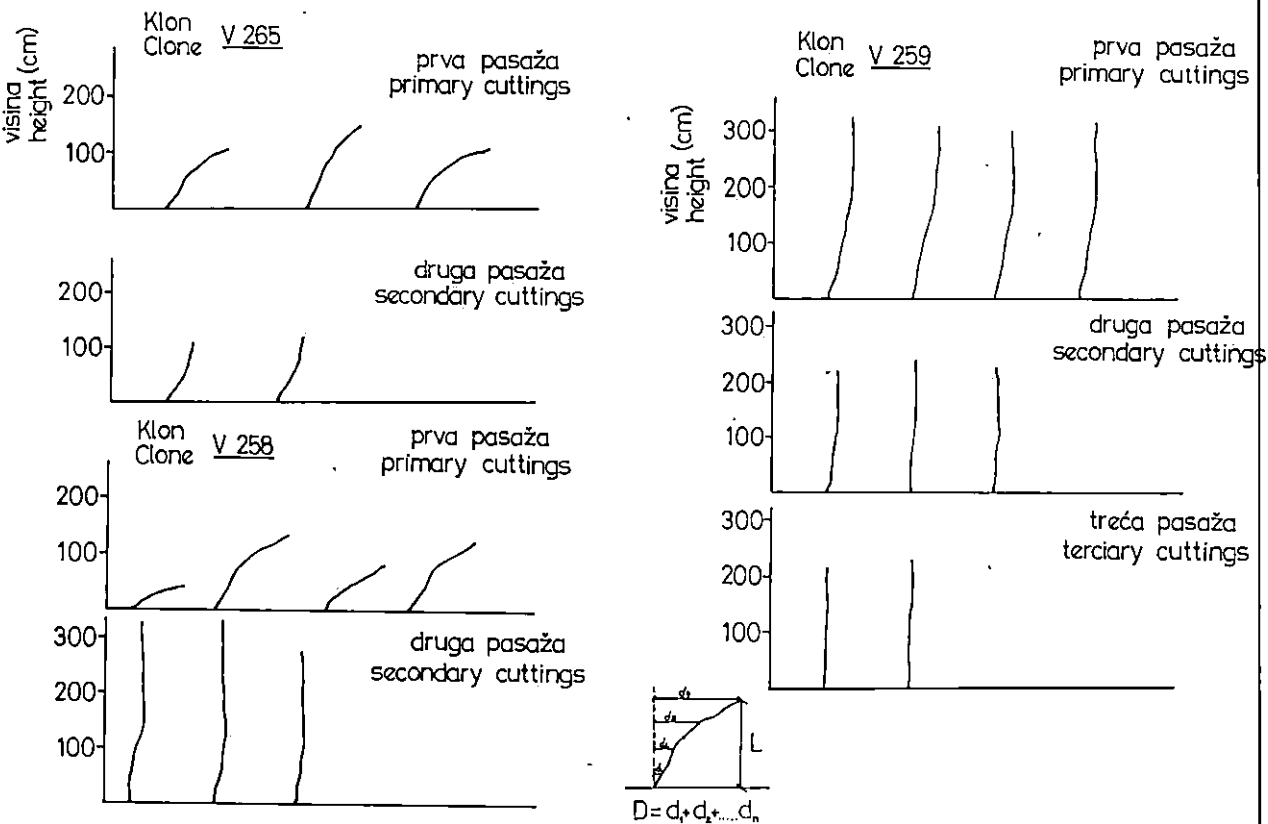 Klon
Clone V 265
prva pasaža
primary cuttings
visina
height (cm)
200
100
druga pasaža
secondary cuttings
200
100
Klon
Clone V 258
prva pasaža
primary cuttings
200
100
druga pasaža
secondary cuttings
300
200
100
Klon
Clone V 259
prva pasaža
primary cuttings
visina
height (cm)
300
200
100
druga pasaža
secondary cuttings
300
200
100
treća pasaža
terciary cuttings
300
200
100
L
D=d₁+d₂+....dₙ